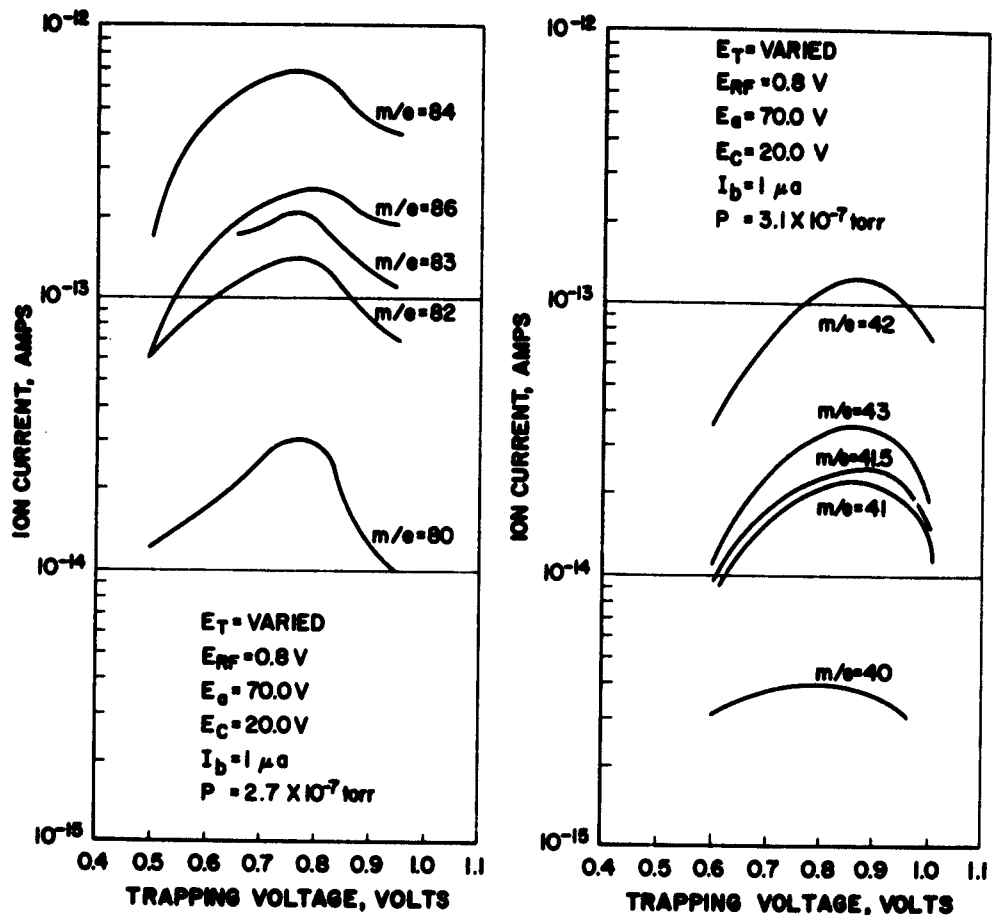 10⁻¹²
10⁻¹³
10⁻¹⁴
10⁻¹⁵
ION CURRENT, AMPS
m/e=84
m/e=86
m/e=83
m/e=82
m/e=80
E_T= VARIED
E_RF=0.8 V
E_a=70.0 V
E_C=20.0 V
I_b=1 μa
P =2.7 X10⁻⁷ torr
0.4 0.5 0.6 0.7 0.8 0.9 1.0 1.1
TRAPPING VOLTAGE, VOLTS
10⁻¹²
10⁻¹³
10⁻¹⁴
10⁻¹⁵
ION CURRENT, AMPS
E_T= VARIED
E_RF=0.8 V
E_a=70.0 V
E_C=20.0 V
I_b=1 μa
P =3.1 X10⁻⁷ torr
m/e=42
m/e=43
m/e=41.5
m/e=41
m/e=40
0.4 0.5 0.6 0.7 0.8 0.9 1.0 1.1
TRAPPING VOLTAGE, VOLTS